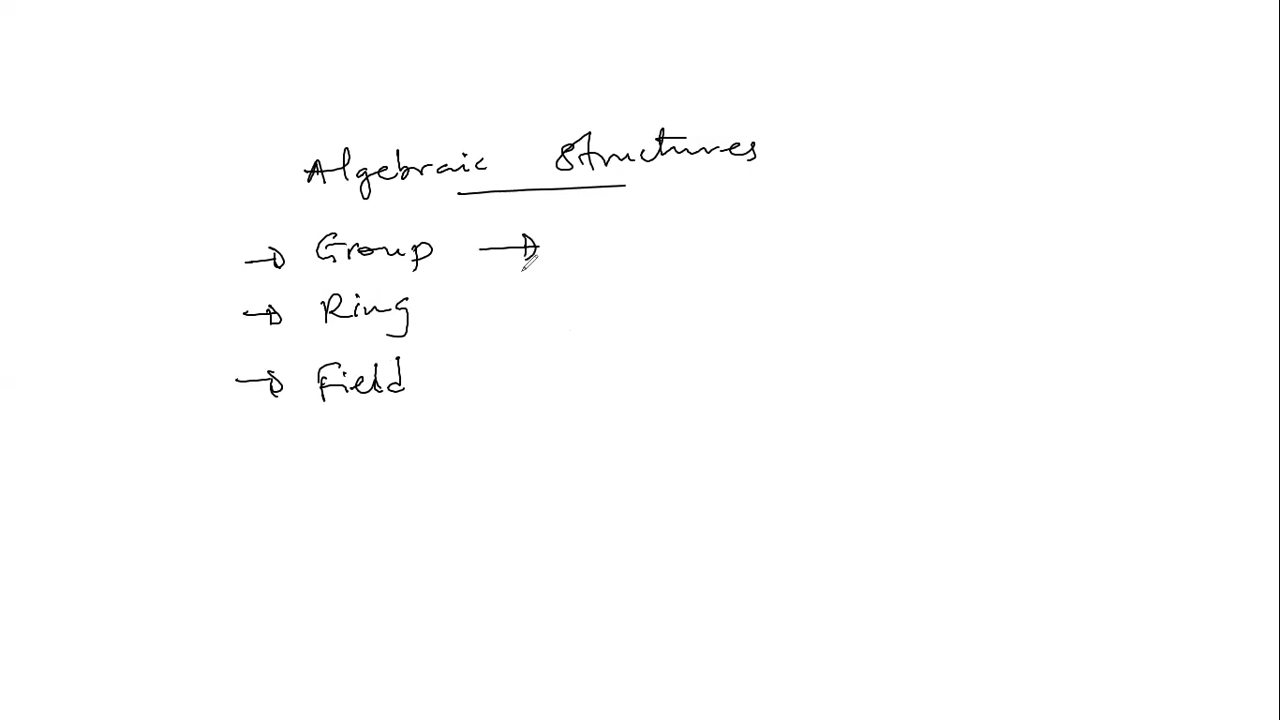 Algebraic Structures
→ Group →
→ Ring
→ Field